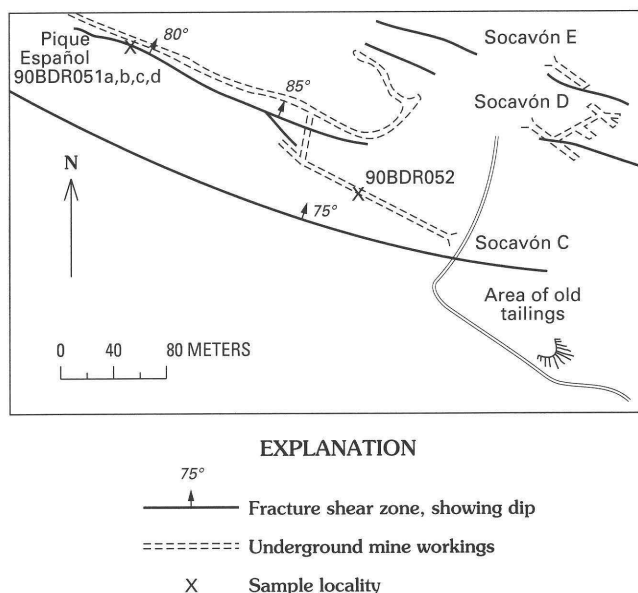 Pique
Español
90BDR051a,b,c,d
80°
Socavón E
85°
Socavón D
N
90BDR052
75°
Socavón C
Area of old
tailings
0 40 80 METERS
EXPLANATION
75°
Fracture shear zone, showing dip
Underground mine workings
X Sample locality